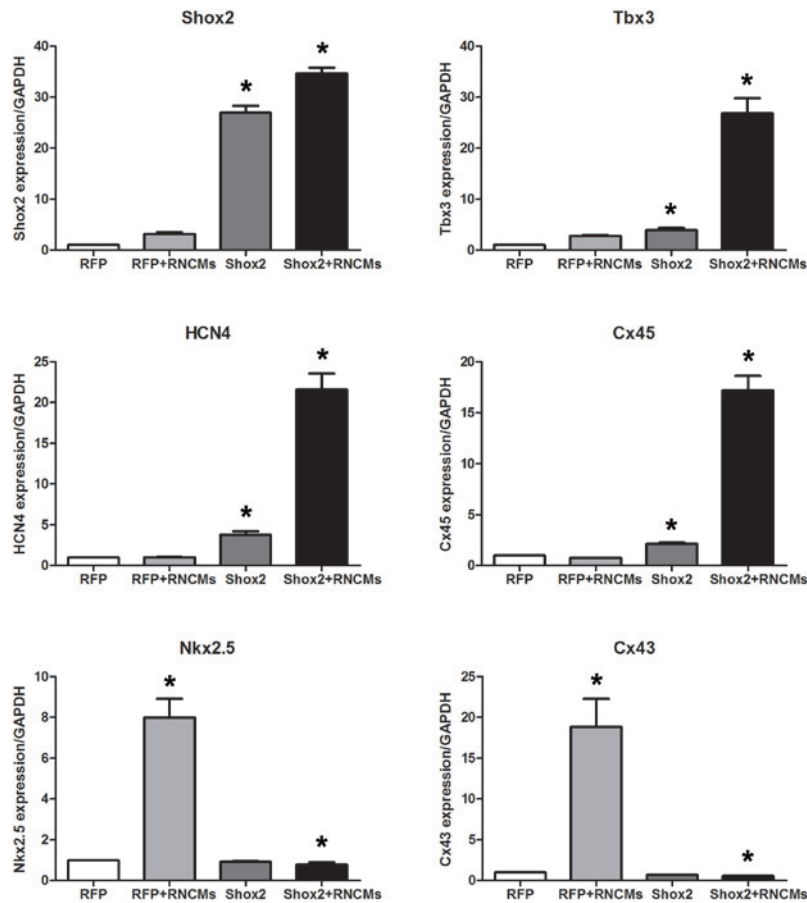 Shox2
Shox2 expression/GAPDH
40
30
20
10
0
*
*
RFP
RFP+RNCMs
Shox2
Shox2+RNCMs
Tbx3
Tbx3 expression/GAPDH
40
30
20
10
0
*
*
RFP
RFP+RNCMs
Shox2
Shox2+RNCMs
HCN4
HCN4 expression/GAPDH
25
20
15
10
5
0
*
*
RFP
RFP+RNCMs
Shox2
Shox2+RNCMs
Cx45
Cx45 expression/GAPDH
20
15
10
5
0
*
*
RFP
RFP+RNCMs
Shox2
Shox2+RNCMs
Nkx2.5
Nkx2.5 expression/GAPDH
10
8
6
4
2
0
*
*
RFP
RFP+RNCMs
Shox2
Shox2+RNCMs
Cx43
Cx43 expression/GAPDH
25
20
15
10
5
0
*
*
RFP
RFP+RNCMs
Shox2
Shox2+RNCMs